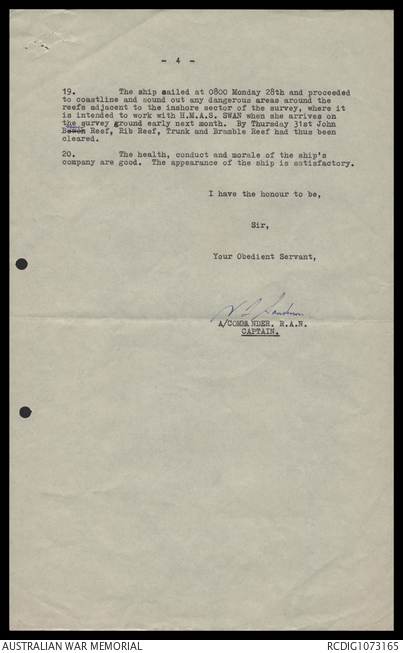 - 4 -
19. The ship sailed at 0800 Monday 28th and proceeded
to coastline and sound out any dangerous areas around the
reefs adjacent to the inshore sector of the survey, where it
is intended to work with H.M.A.S. SWAN when she arrives on
the survey ground early next month. By Thursday 31st John
Reef, Rib Reef, Trunk and Bramble Reef had thus been
cleared.
20. The health, conduct and morale of the ship's
company are good. The appearance of the ship is satisfactory.
I have the honour to be,
Sir,
Your Obedient Servant,
A/COMMANDER, R.A.N.
CAPTAIN.
AUSTRALIAN WAR MEMORIAL
RCDIG1073165